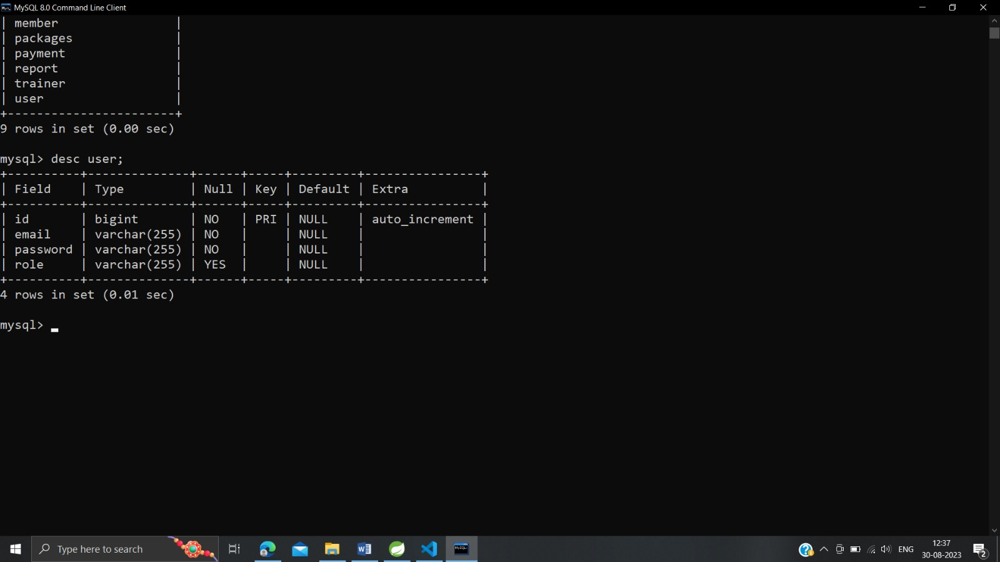 MySQL 8.0 Command Line Client
| member                |
| packages              |
| payment               |
| report                |
| trainer               |
| user                  |
+-----------------------+
9 rows in set (0.00 sec)
mysql> desc user;
+----------+--------------+------+-----+---------+----------------+
| Field    | Type         | Null | Key | Default | Extra          |
+----------+--------------+------+-----+---------+----------------+
| id       | bigint       | NO   | PRI | NULL    | auto_increment |
| email    | varchar(255) | NO   |     | NULL    |                |
| password | varchar(255) | NO   |     | NULL    |                |
| role     | varchar(255) | YES  |     | NULL    |                |
+----------+--------------+------+-----+---------+----------------+
4 rows in set (0.01 sec)
mysql> _
Type here to search
ENG
12:37
30-08-2023
2